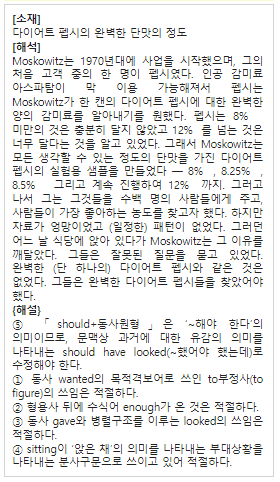 [소재]
다이어트 펩시의 완벽한 단맛의 정도
[해석]
Moskowitz는 1970년대에 사업을 시작했으며, 그의
처음 고객 중의 한 명이 펩시였다. 인공 감미료
아스파탐이 막 이용 가능해져서 펩시는
Moskowitz가 한 캔의 다이어트 펩시에 대한 완벽한
양의 감미료를 알아내기를 원했다. 펩시는 8%
미만의 것은 충분히 달지 않았고 12% 를 넘는 것은
너무 달다는 것을 알고 있었다. 그래서 Moskowitz는
모든 생각할 수 있는 정도의 단맛을 가진 다이어트
펩시의 실험용 샘플을 만들었다 ― 8% , 8.25% ,
8.5% 그리고 계속 진행하여 12% 까지. 그러고
나서 그는 그것들을 수백 명의 사람들에게 주고,
사람들이 가장 좋아하는 농도를 찾고자 했다. 하지만
자료가 엉망이었고 (일정한) 패턴이 없었다. 그러던
어느 날 식당에 앉아 있다가 Moskowitz는 그 이유를
깨달았다. 그들은 잘못된 질문을 묻고 있었다.
완벽한 (단 하나의) 다이어트 펩시와 같은 것은
없었다. 그들은 완벽한 다이어트 펩시들을 찾았어야
했다.
[해설]
⑤ 「should+동사원형」은 '~해야 한다'의
의미이므로, 문맥상 과거에 대한 유감의 의미를
나타내는 should have looked(~했어야 했는데)로
수정해야 한다.
① 동사 wanted의 목적격보어로 쓰인 to부정사(to
figure)의 쓰임은 적절하다.
② 형용사 뒤에 수식어 enough가 온 것은 적절하다.
③ 동사 gave와 병렬구조를 이루는 looked의 쓰임은
적절하다.
④ sitting이 '앉은 채'의 의미를 나타내는 부대상황을
나타내는 분사구문으로 쓰이고 있어 적절하다.